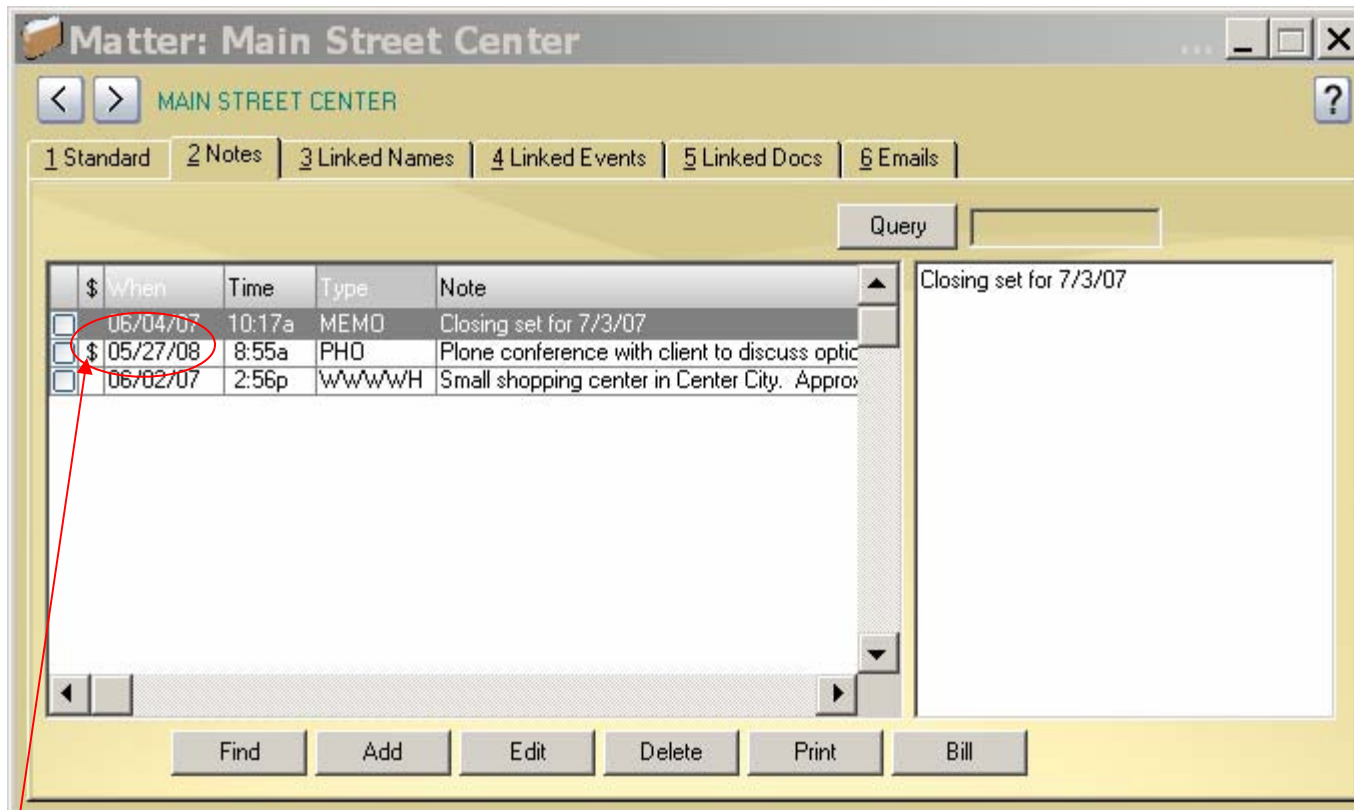 Matter: Main Street Center ...
< > MAIN STREET CENTER ?
1 Standard 2 Notes 3 Linked Names 4 Linked Events 5 Linked Docs 6 Emails
Query
$ When Time Type Note
06/04/07 10:17a MEMO Closing set for 7/3/07
$ 05/27/08 8:55a PHO Plone conference with client to discuss optic
06/02/07 2:56p WWWWH Small shopping center in Center City. Approx
Closing set for 7/3/07
Find Add Edit Delete Print Bill